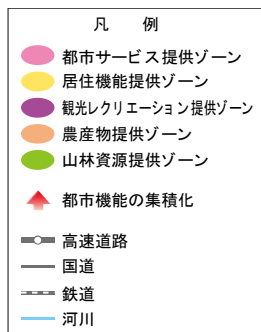 凡 例
都市サービス提供ゾーン
居住機能提供ゾーン
観光レクリエーション提供ゾーン
農産物提供ゾーン
山林資源提供ゾーン
都市機能の集積化
高速道路
国道
鉄道
河川